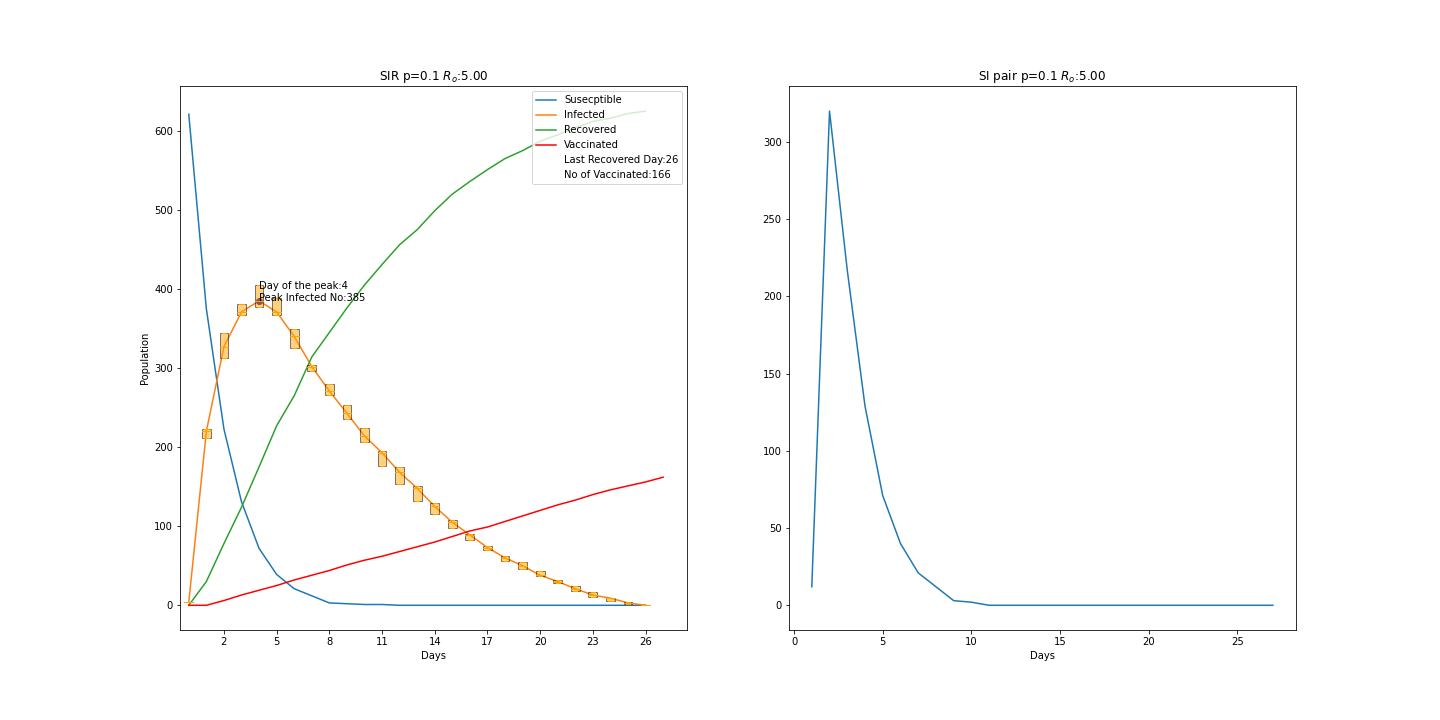 SIR p=0.1 Ro:5.00
Susecptible
Infected
Recovered
Vaccinated
Last Recovered Day:26
No of Vaccinated:166
Day of the peak:4
Peak Infected No:385
Population
600
500
400
300
200
100
0
2 5 8 11 14 17 20 23 26
Days
SI pair p=0.1 Ro:5.00
300
250
200
150
100
50
0
0 5 10 15 20 25
Days